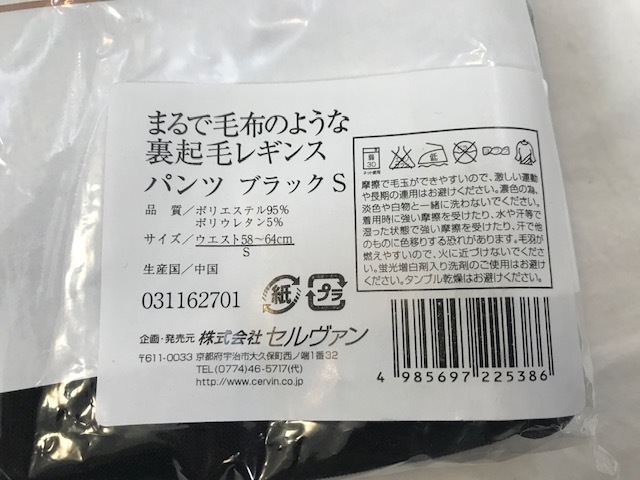 まるで毛布のような
裏起毛レギンス
パンツ ブラック S
品 質／ポリエステル95%
ポリウレタン5%
サイズ／ウエスト58～64cm
S
生産国／中国
031162701
紙
プラ
弱
30
ネット使用
低
摩擦で毛玉ができやすいので、激しい運動
や長期の連用はお避けください。濃色の為、
淡色や白物と一緒に洗わないでください。
着用時に強い摩擦を受けたり、水や汗等で
湿った状態で強い摩擦を受けたり、汗で他
のものに色移りする恐れがあります。毛羽が
燃えやすいので、火に近づけないでくださ
い。蛍光増白剤入り洗剤のご使用はお避け
ください。タンブル乾燥はお避けください。
企画・発売元 株式会社セルヴァン
〒611-0033 京都府宇治市大久保町西ノ端1番32
TEL(0774)46-5717(代)
http://www.cervin.co.jp
4 985697 225386